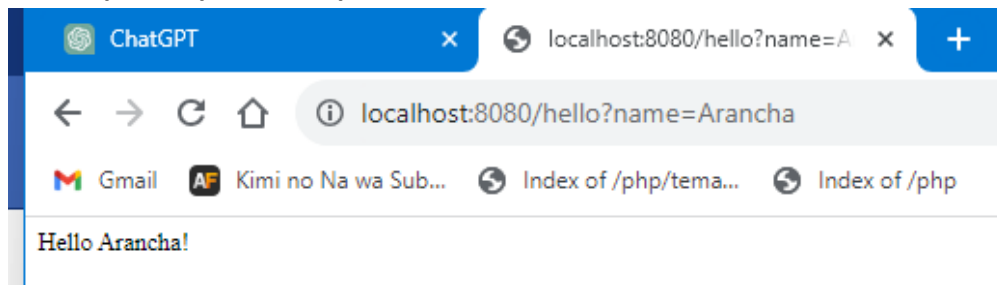 ChatGPT localhost:8080/hello?name=A
localhost:8080/hello?name=Arancha
Gmail AF Kimi no Na wa Sub... Index of /php/tema... Index of /php
Hello Arancha!